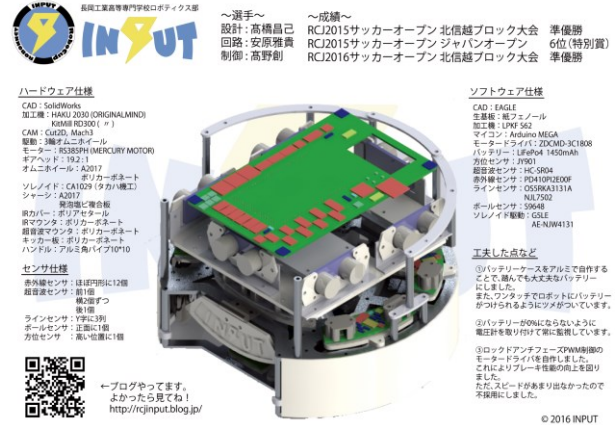 長岡工業高等専門学校ロボティクス部
INPUT
INPUT
～選手～
設計：髙橋昌己
回路：安原雅貴
制御：髙野創
～成績～
RCJ2015サッカーオープン 北信越ブロック大会 準優勝
RCJ2015サッカーオープン ジャパンオープン 6位(特別賞)
RCJ2016サッカーオープン 北信越ブロック大会 準優勝
ハードウェア仕様
CAD：SolidWorks
加工機：HAKU 2030 (ORIGINALMIND)
KitMill RD300 ( 〃 )
CAM：Cut2D, Mach3
駆動：3輪オムニホイール
モーター：RS385PH (MERCURY MOTOR)
ギアヘッド：19.2 : 1
オムニホイール：A2017
ポリカーボネート
ソレノイド：CA1029 (タカハ機工)
シャーシ：A2017
発泡塩ビ複合板
IRカバー：ポリアセタール
IRマウンタ：ポリカーボネート
超音波マウンタ：ポリカーボネート
キッカー板：ポリカーボネート
ハンドル：アルミ角パイプ10*10
センサ仕様
赤外線センサ：ほぼ円形に12個
超音波センサ：前1個
横2個ずつ
後1個
ラインセンサ：Y字に3列
ボールセンサ：正面に1個
方位センサ ：高い位置に1個
←ブログやってます。
よかったら見てね！
http://rcjinput.blog.jp/
INPUT
ソフトウェア仕様
CAD：EAGLE
生基板：紙フェノール
加工機：LPKF S62
マイコン：Arduino MEGA
モータードライバ：ZDCMD-3C1808
バッテリー：LiFePo4 1450mAh
方位センサ：JY901
超音波センサ：HC-SR04
赤外線センサ：PD410PI2E00F
ラインセンサ：OSSRKA3131A
NJL7502
ボールセンサ：S9648
ソレノイド駆動：GSLE
AE-NJW4131
工夫した点など
①バッテリーケースをアルミで自作する
ことで、踏んでも大丈夫なバッテリー
にしました。
また、ワンタッチでロボットにバッテリー
がつけられるようにツメがついています。
②バッテリーが0%にならないように
電圧計を取り付けて常に監視しています。
③ロックドアンチフェーズPWM制御の
モータードライバを自作しました。
これによりブレーキ性能の向上を図り
ました。
ただ、スピードがあまり出なかったので
不採用にしました。
© 2016 INPUT